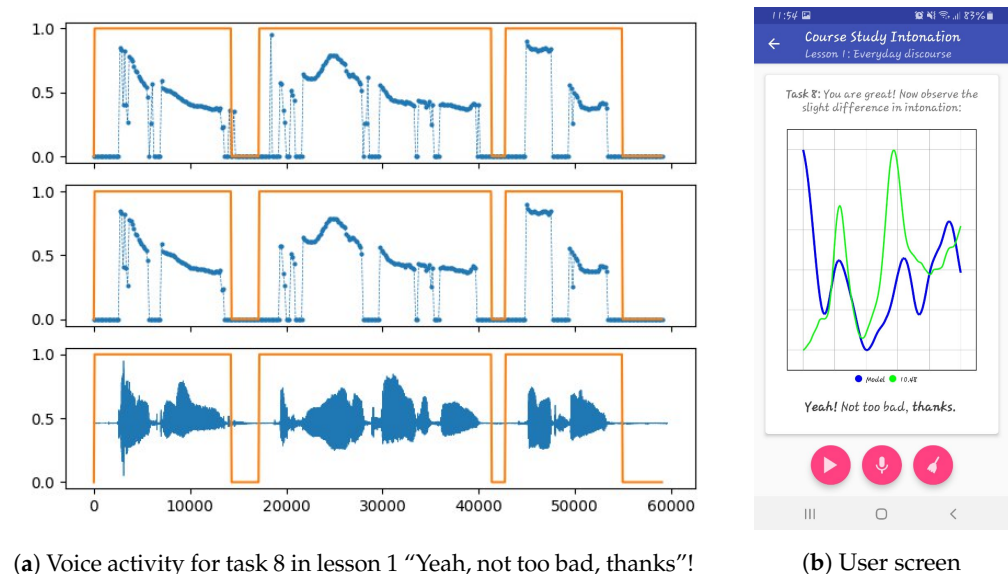 1.0
0.5
0.0
1.0
0.5
0.0
1.0
0.5
0.0
0 10000 20000 30000 40000 50000 60000
(a) Voice activity for task 8 in lesson 1 “Yeah, not too bad, thanks”!
11:54 83%
Course Study Intonation
Lesson 1: Everyday discourse
Task 8: You are great! Now observe the
slight difference in intonation:
Model 10.48
Yeah! Not too bad, thanks.
(b) User screen